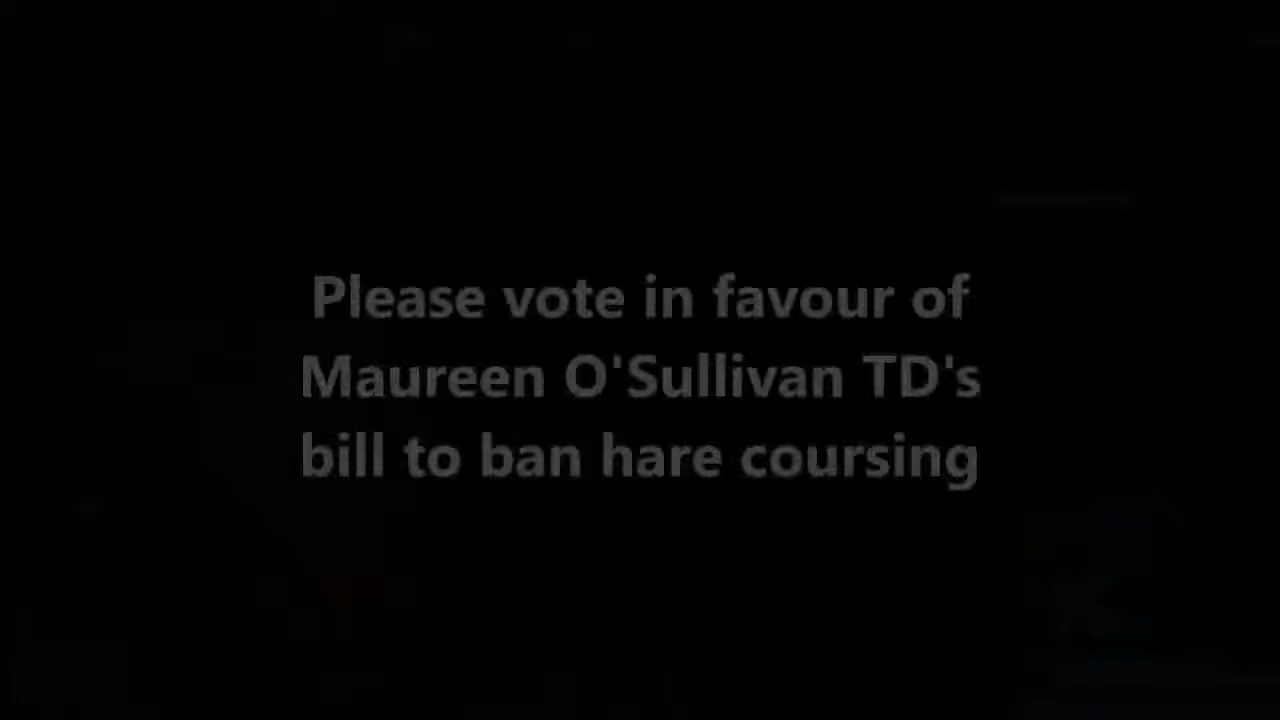 Please vote in favour of
Maureen O'Sullivan TD's
bill to ban hare coursing